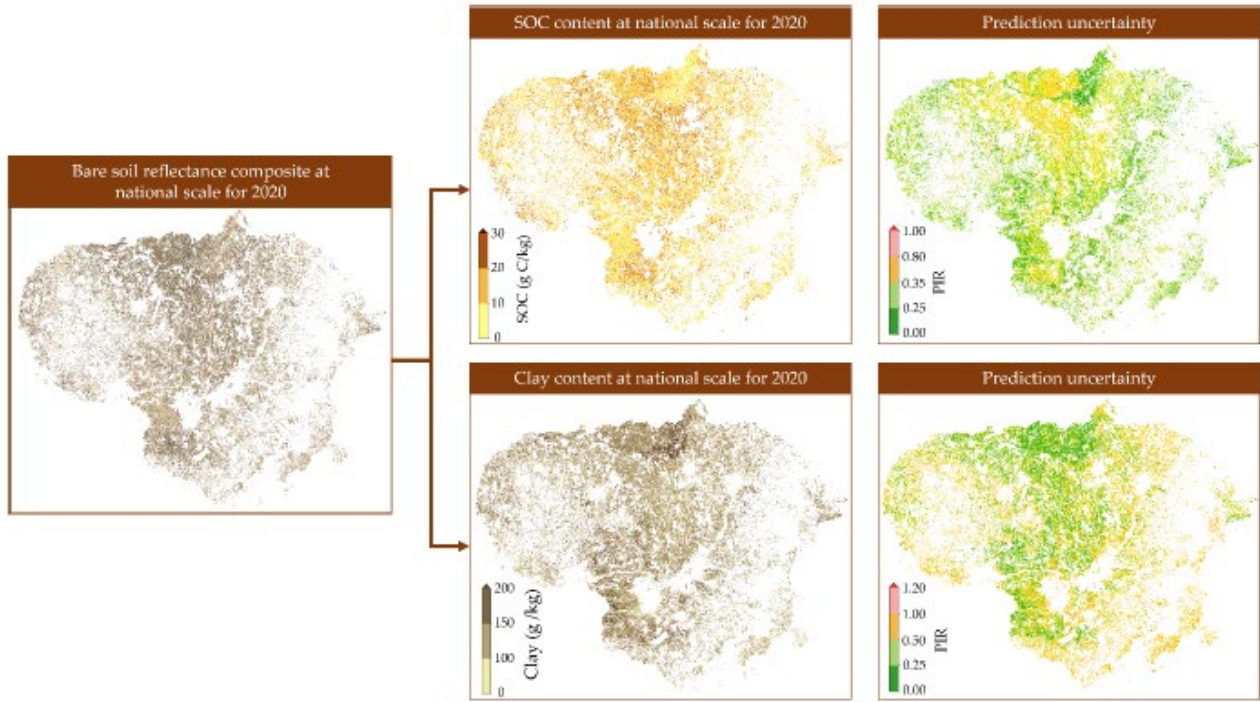 SOC content at national scale for 2020
Prediction uncertainty
Bare soil reflectance composite at
national scale for 2020
30
20
10
0
SOC (g C/kg)
1.00
0.80
0.35
0.25
0.00
PIR
Clay content at national scale for 2020
Prediction uncertainty
200
150
100
0
Clay (g /kg)
1.20
1.00
0.50
0.25
0.00
PIR